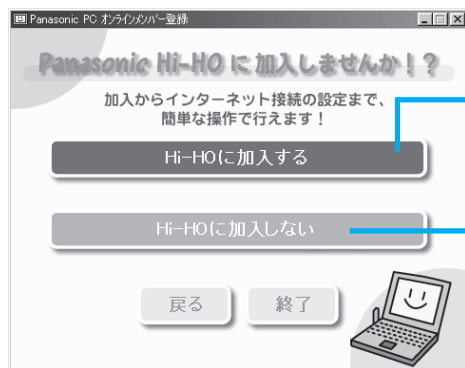 Panasonic PC オンラインメンバー登録
Panasonic Hi-HO に加入しませんか！？
加入からインターネット接続の設定まで、
簡単な操作で行えます！
Hi-HOに加入する
Hi-HOに加入しない
戻る 終了